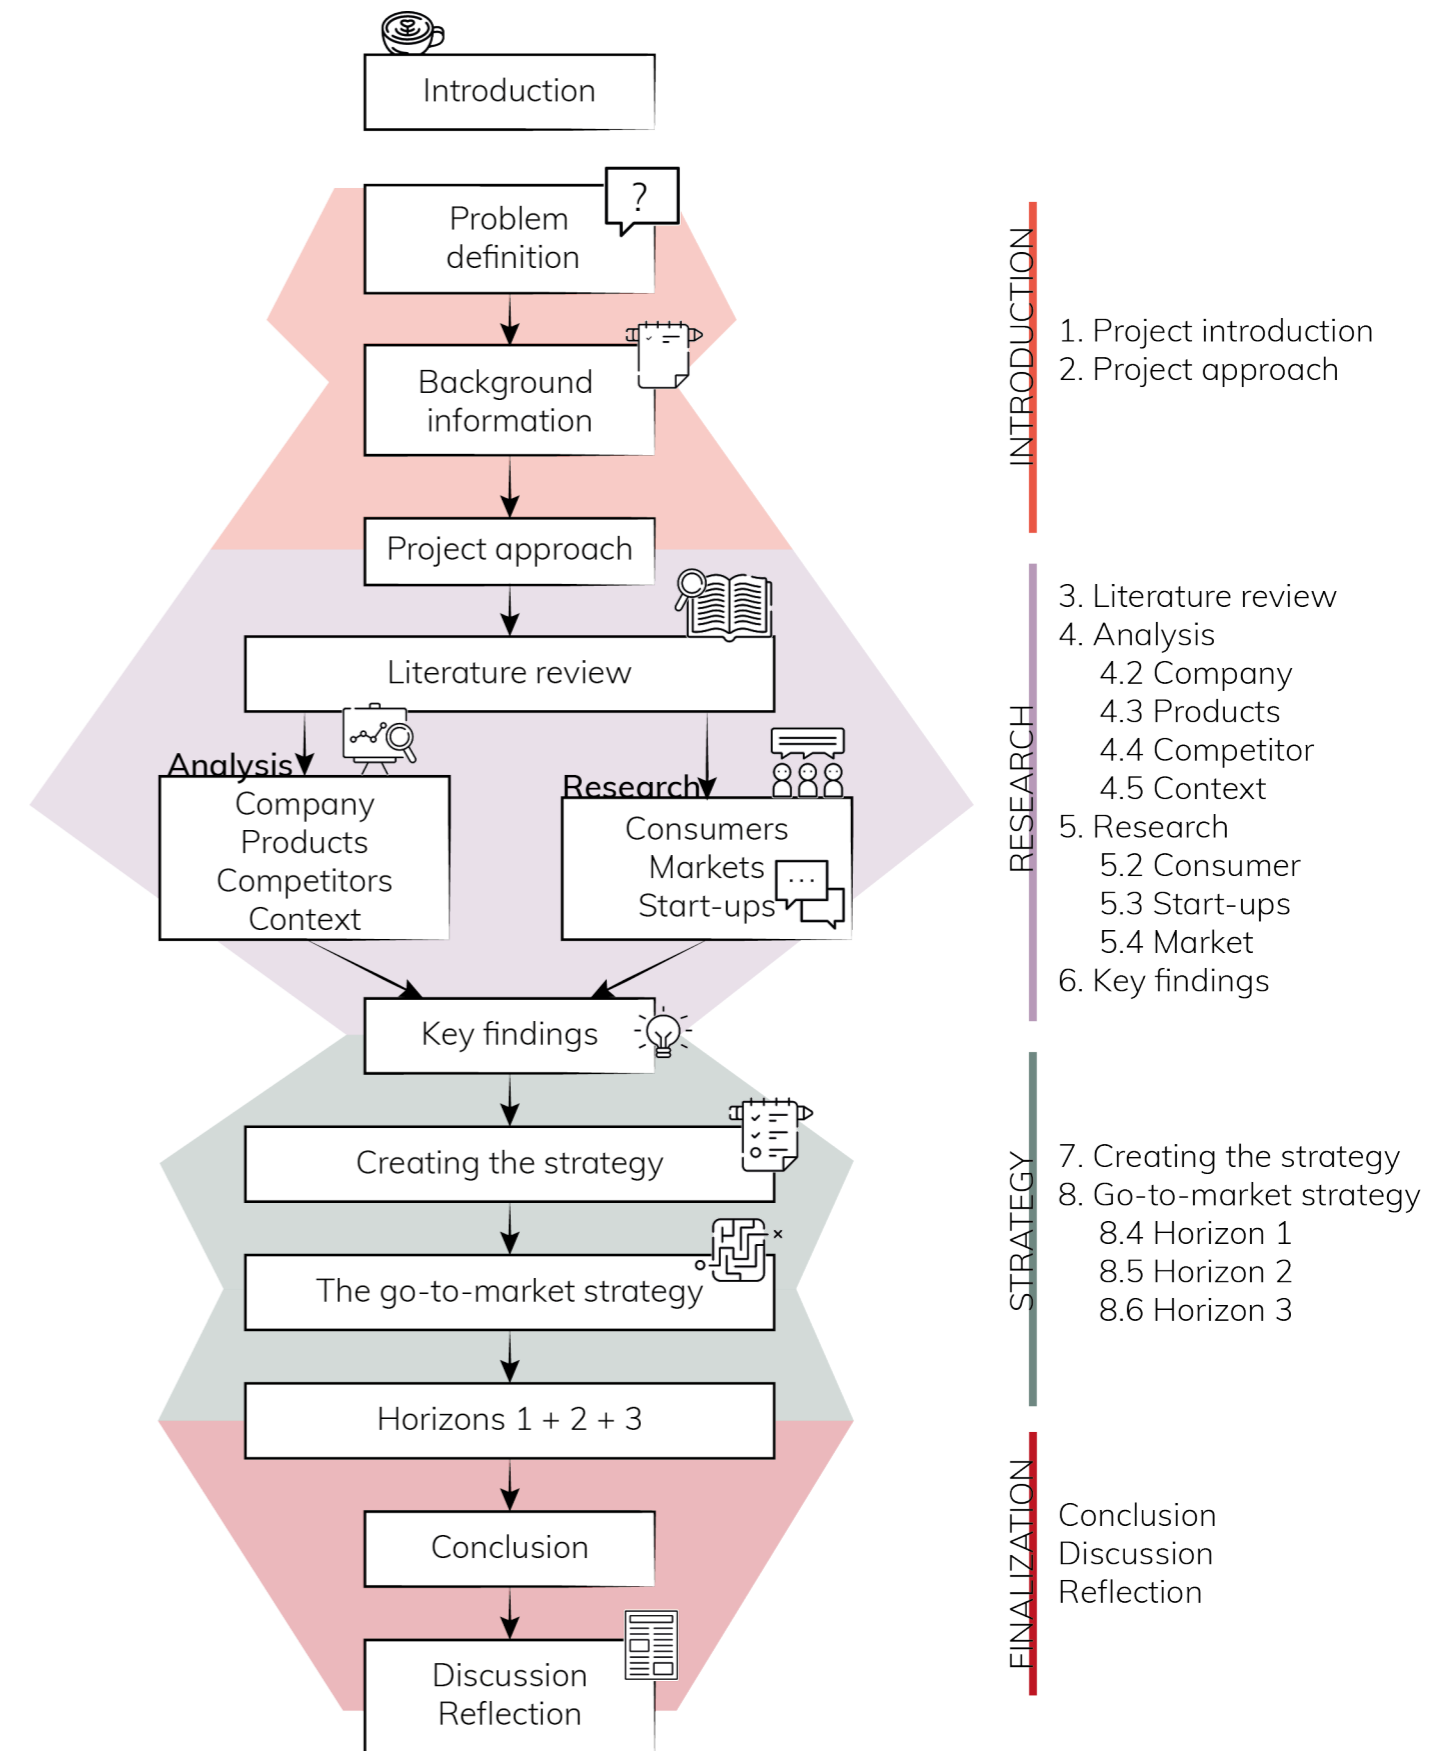 Introduction
?
Problem
definition
Background
information
Project approach
Literature review
Analysis
Company
Products
Competitors
Context
Research
Consumers
Markets
Start-ups
Key findings
Creating the strategy
The go-to-market strategy
Horizons 1 + 2 + 3
Conclusion
Discussion
Reflection
INTRODUCTION
1. Project introduction
2. Project approach
RESEARCH
3. Literature review
4. Analysis
4.2 Company
4.3 Products
4.4 Competitor
4.5 Context
5. Research
5.2 Consumer
5.3 Start-ups
5.4 Market
6. Key findings
STRATEGY
7. Creating the strategy
8. Go-to-market strategy
8.4 Horizon 1
8.5 Horizon 2
8.6 Horizon 3
FINALIZATION
Conclusion
Discussion
Reflection